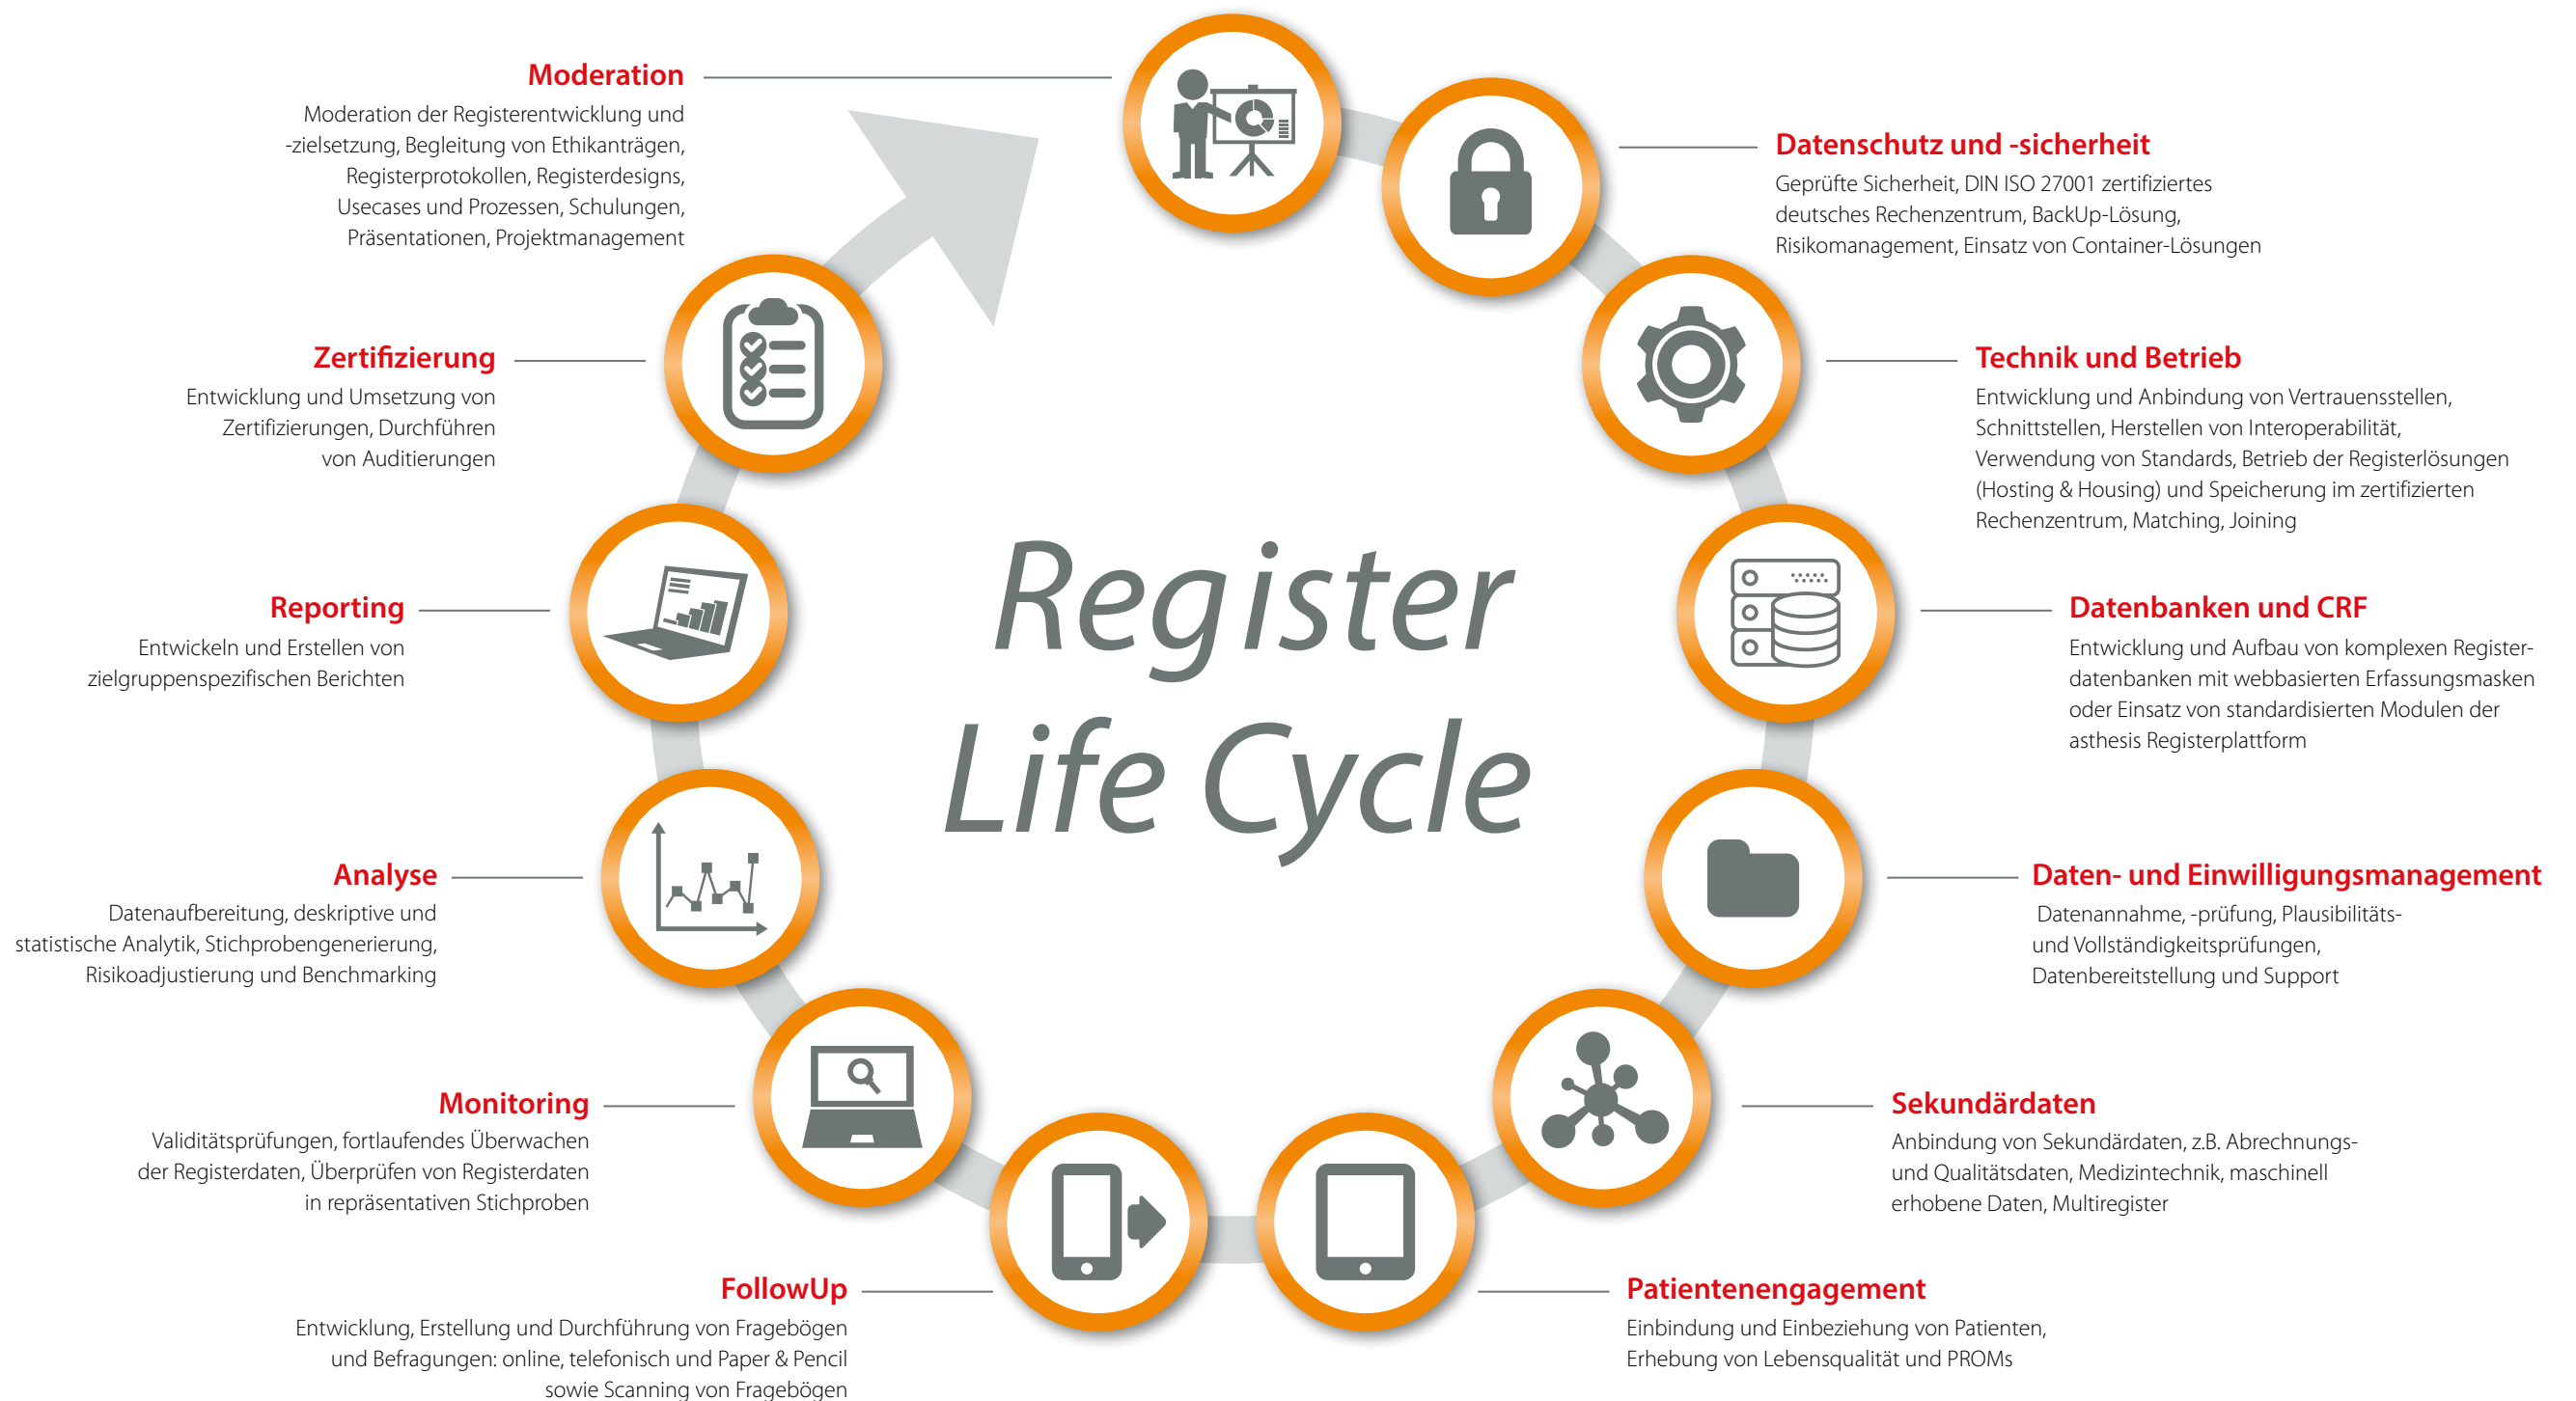 Moderation
Moderation der Registerentwicklung und
-zielsetzung, Begleitung von Ethikanträgen,
Registerprotokollen, Registerdesigns,
Usecases und Prozessen, Schulungen,
Präsentationen, Projektmanagement
Datenschutz und -sicherheit
Geprüfte Sicherheit, DIN ISO 27001 zertifiziertes
deutsches Rechenzentrum, BackUp-Lösung,
Risikomanagement, Einsatz von Container-Lösungen
Technik und Betrieb
Entwicklung und Anbindung von Vertrauensstellen,
Schnittstellen, Herstellen von Interoperabilität,
Verwendung von Standards, Betrieb der Registerlösungen
(Hosting & Housing) und Speicherung im zertifizierten
Rechenzentrum, Matching, Joining
Datenbanken und CRF
Entwicklung und Aufbau von komplexen Register-
datenbanken mit webbasierten Erfassungsmasken
oder Einsatz von standardisierten Modulen der
asthesis Registerplattform
Daten- und Einwilligungsmanagement
Datenannahme, -prüfung, Plausibilitäts-
und Vollständigkeitsprüfungen,
Datenbereitstellung und Support
Sekundärdaten
Anbindung von Sekundärdaten, z.B. Abrechnungs-
und Qualitätsdaten, Medizintechnik, maschinell
erhobene Daten, Multiregister
Patientenengagement
Einbindung und Einbeziehung von Patienten,
Erhebung von Lebensqualität und PROMs
FollowUp
Entwicklung, Erstellung und Durchführung von Fragebögen
und Befragungen: online, telefonisch und Paper & Pencil
sowie Scanning von Fragebögen
Monitoring
Validitätsprüfungen, fortlaufendes Überwachen
der Registerdaten, Überprüfen von Registerdaten
in repräsentativen Stichproben
Analyse
Datenaufbereitung, deskriptive und
statistische Analytik, Stichprobengenerierung,
Risikoadjustierung und Benchmarking
Reporting
Entwickeln und Erstellen von
zielgruppenspezifischen Berichten
Zertifizierung
Entwicklung und Umsetzung von
Zertifizierungen, Durchführen
von Auditierungen
Register
Life Cycle